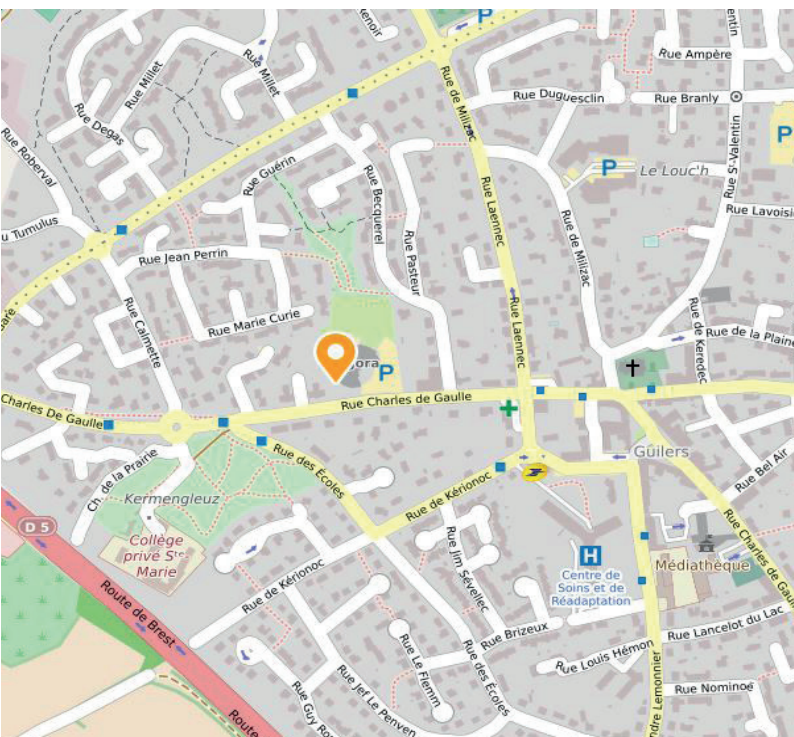 Renoir
P
Rue Ampère
Rue Millet
Rue Millet
Rue de Milizac
Rue Duguesclin
Rue Branly
Rue Degas
P
Rue Roberval
Rue Guérin
Rue Becquerel
P
Le Louc'h
Rue St-Valentin
Rue Laennec
Rue Lavoisi
u Tumulus
Rue Pasteur
Rue de Milizac
Rue Jean Perrin
Rue Calmette
Rue Marie Curie
Rue Laennec
Rue de Keredec
Rue de la Plaine
ora
P
Rue Charles de Gaulle
Charles De Gaulle
Guilers
Rue des Écoles
Rue Bel Air
Ch. de la Prairie
Kermengleuz
Rue de Kérionoc
D 5
Collège
privé Ste
Marie
Rue Jim Sévellec
H
Centre de
Soins et de
Réadaptation
Médiathèque
Rue Charles de Gau
Rue de Kérionoc
Route de Brest
Rue Brizeux
Rue Lancelot du Lac
Rue Louis Hémon
Rue des Écoles
Rue Le Flemm
Rue Jef Le Penven
Rue Nominoë
Rue Guy Ro
Route
ndre Lemonnier